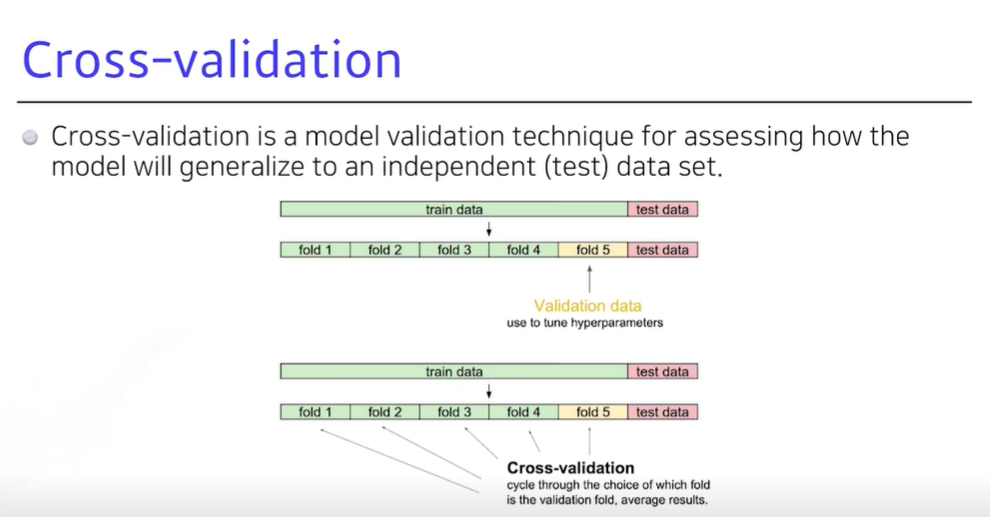 Cross-validation
Cross-validation is a model validation technique for assessing how the
model will generalize to an independent (test) data set.
train data test data
fold 1 fold 2 fold 3 fold 4 fold 5 test data
Validation data
use to tune hyperparameters
train data test data
fold 1 fold 2 fold 3 fold 4 fold 5 test data
Cross-validation
cycle through the choice of which fold
is the validation fold, average results.